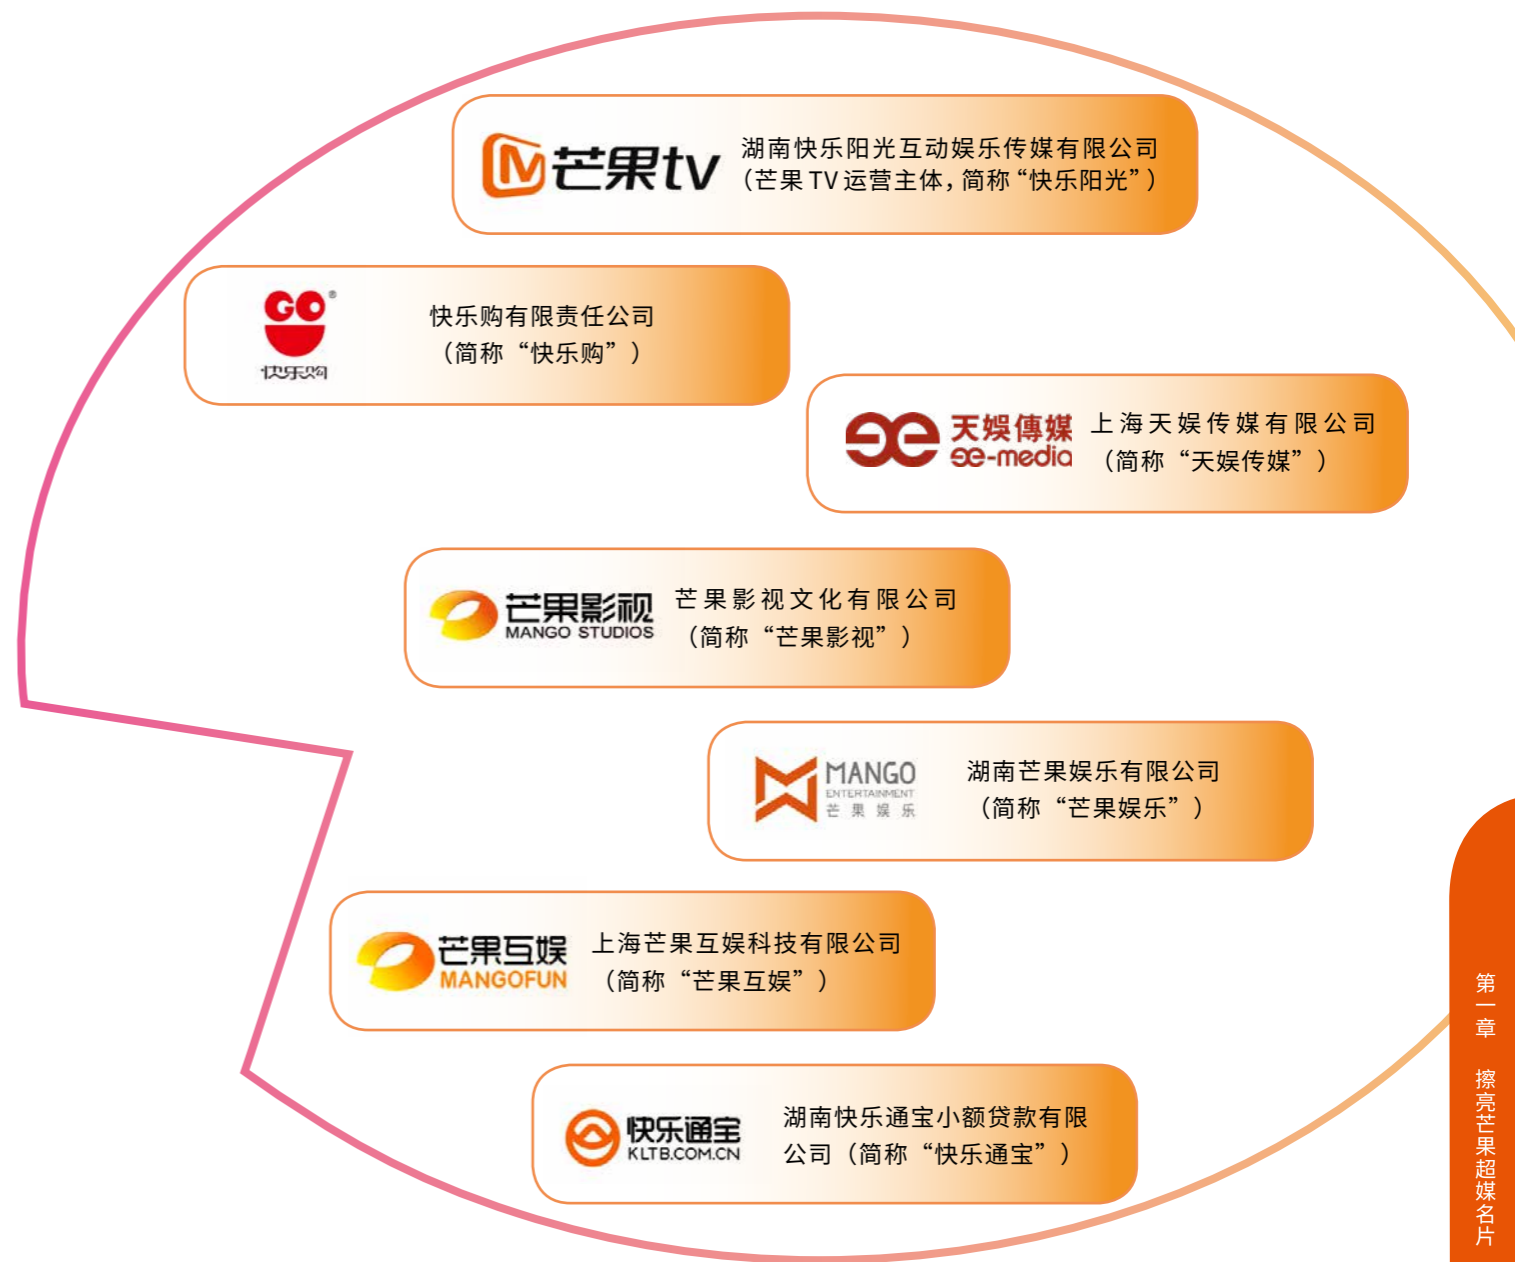 芒果tv
湖南快乐阳光互动娱乐传媒有限公司
（芒果 TV 运营主体，简称“快乐阳光”）
GO®
快乐购
快乐购有限责任公司
（简称“快乐购”）
天娱傳媒
ee-media
上海天娱传媒有限公司
（简称“天娱传媒”）
芒果影视
MANGO STUDIOS
芒果影视文化有限公司
（简称“芒果影视”）
MANGO
ENTERTAINMENT
芒果娱乐
湖南芒果娱乐有限公司
（简称“芒果娱乐”）
芒果互娱
MANGOFUN
上海芒果互娱科技有限公司
（简称“芒果互娱”）
快乐通宝
KLTB.COM.CN
湖南快乐通宝小额贷款有限
公司（简称“快乐通宝”）
第一章 擦亮芒果超媒名片